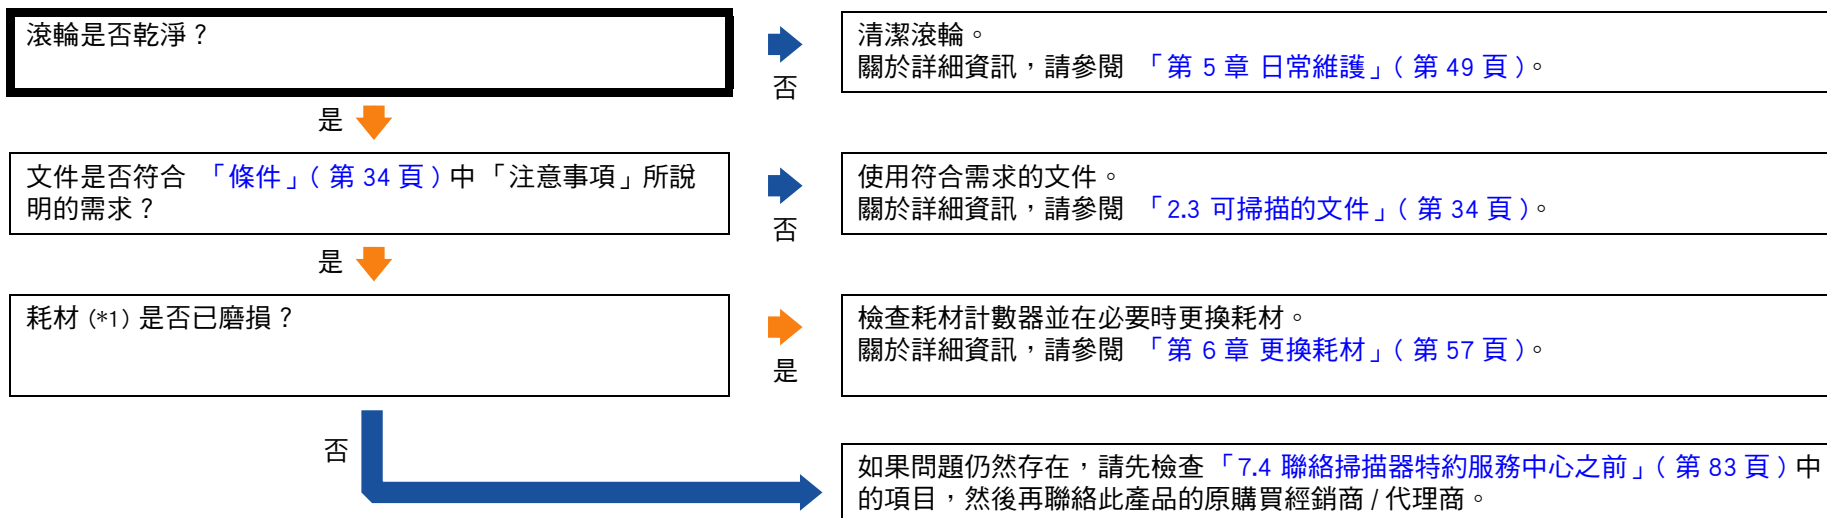 滾輪是否乾淨？
否
清潔滾輪。
關於詳細資訊，請參閱 「第 5 章 日常維護」( 第 49 頁 )。
是
文件是否符合 「條件」( 第 34 頁 ) 中 「注意事項」所說
明的需求？
否
使用符合需求的文件。
關於詳細資訊，請參閱 「2.3 可掃描的文件」( 第 34 頁 )。
是
耗材 (*1) 是否已磨損？
是
檢查耗材計數器並在必要時更換耗材。
關於詳細資訊，請參閱 「第 6 章 更換耗材」( 第 57 頁 )。
否
如果問題仍然存在，請先檢查 「7.4 聯絡掃描器特約服務中心之前」( 第 83 頁 ) 中
的項目，然後再聯絡此產品的原購買經銷商 / 代理商。